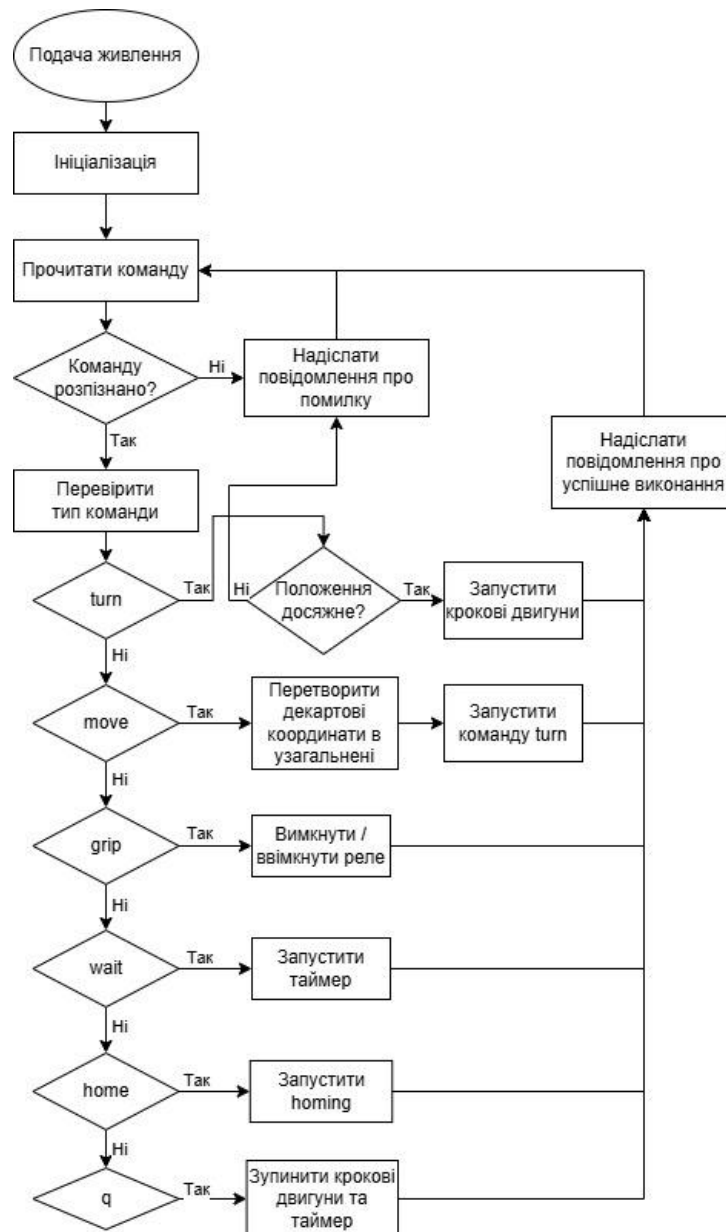 Подача живлення
Ініціалізація
Прочитати команду
Команду
розпізнано?
Ні
Надіслати
повідомлення про
помилку
Так
Надіслати
повідомлення про
успішне виконання
Перевірити
тип команди
turn
Так
Ні
Положення
досяжне?
Так
Запустити
крокові двигуни
Ні
move
Так
Перетворити
декартові
координати в
узагальнені
Запустити
команду turn
Ні
grip
Так
Вимкнути /
ввімкнути реле
Ні
wait
Так
Запустити
таймер
Ні
home
Так
Запустити
homing
Ні
q
Так
Зупинити крокові
двигуни та
таймер